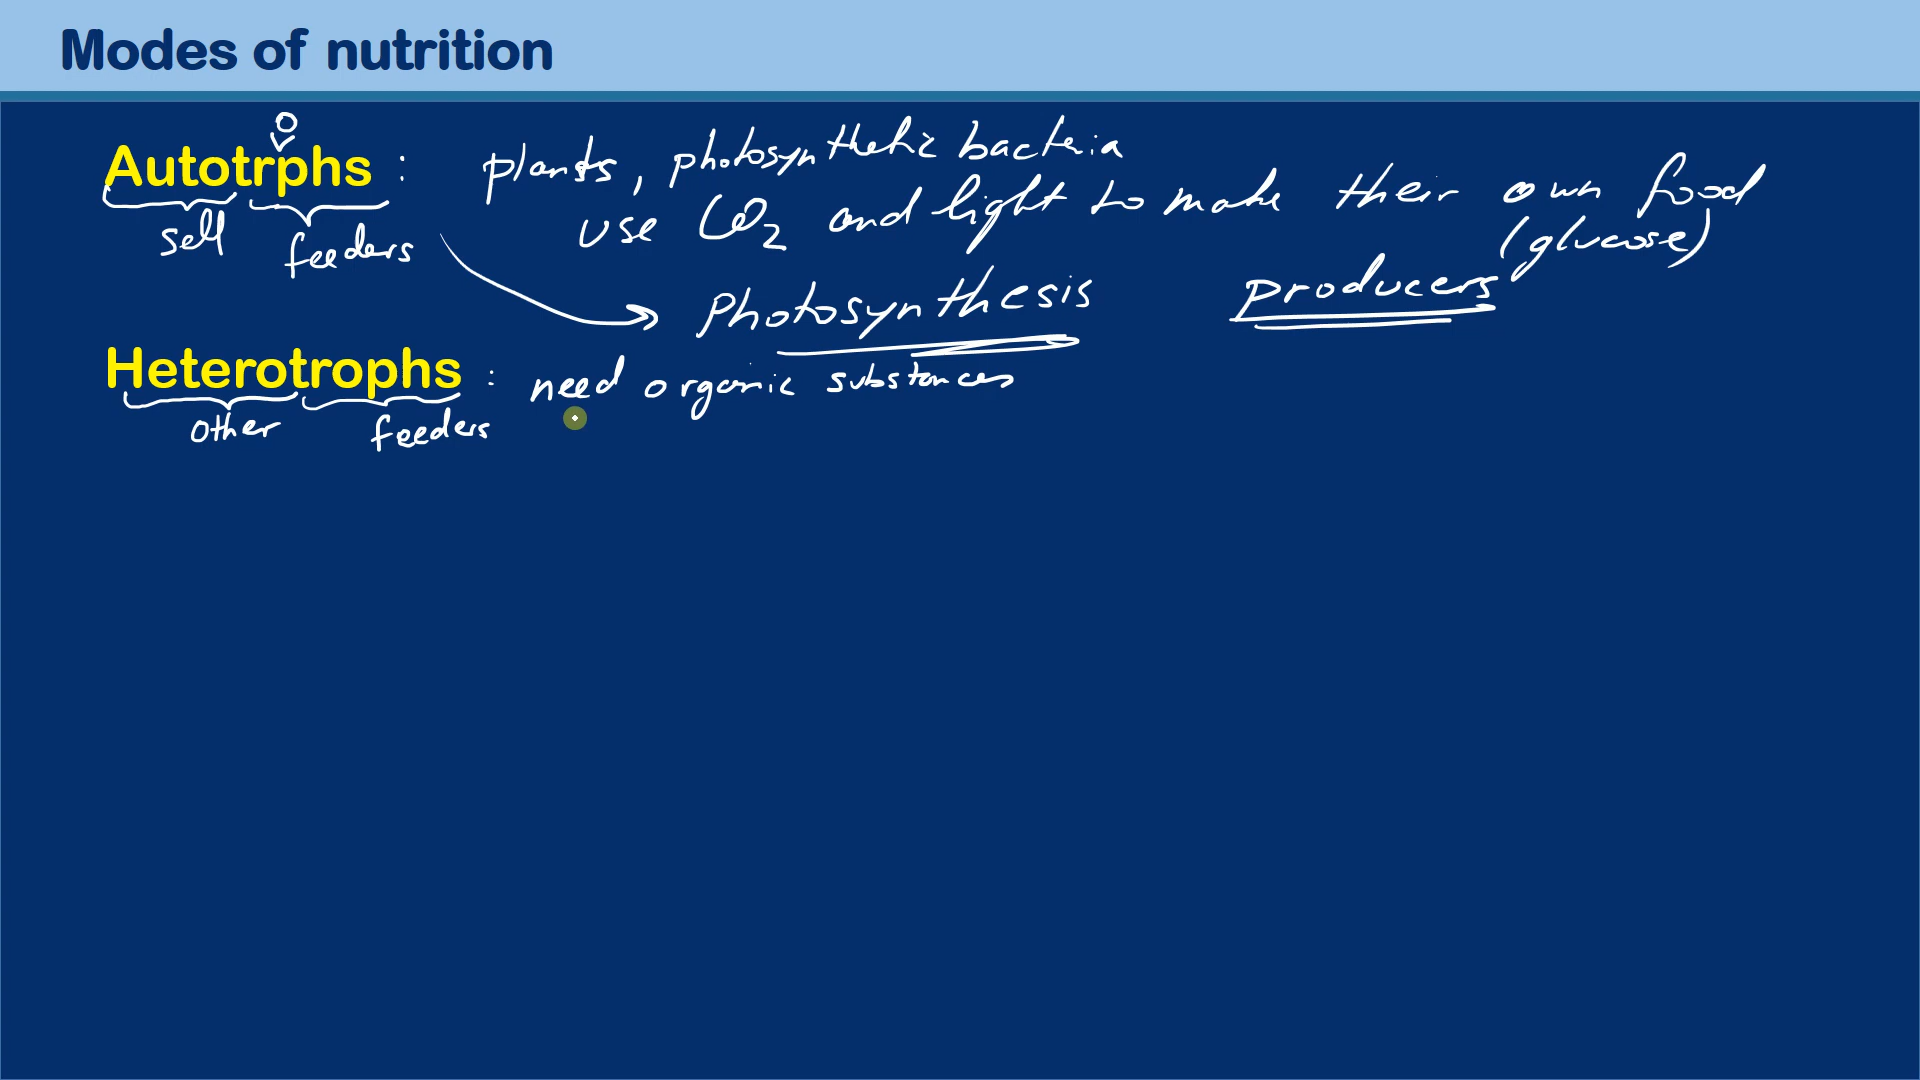 Modes of nutrition
o
Autotrphs : plants, photosynthetic bacteria
use CO2 and light to make their own food
self feeders (glucose)
Photosynthesis producers
Heterotrophs : need organic substances
other feeders